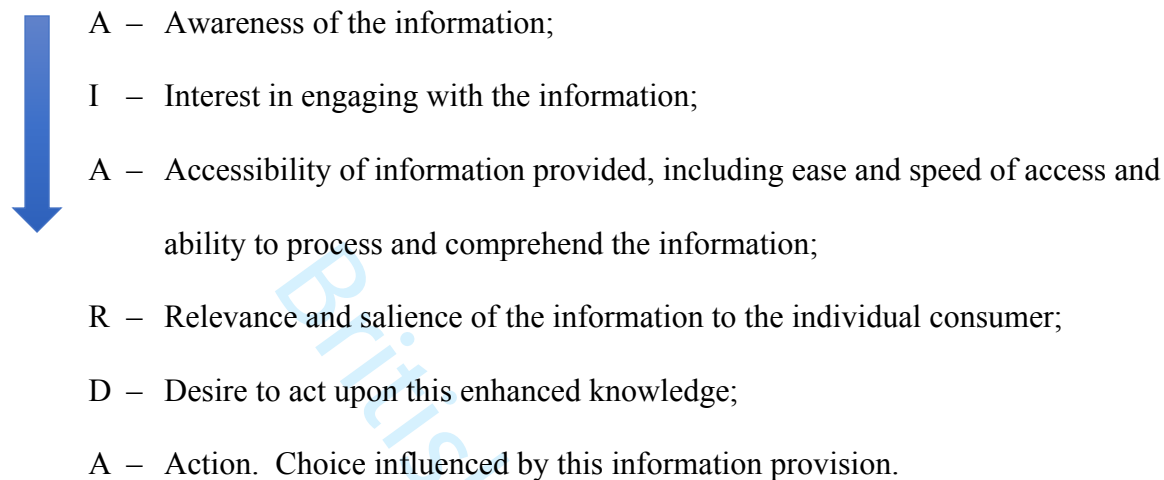 A – Awareness of the information;
I – Interest in engaging with the information;
A – Accessibility of information provided, including ease and speed of access and
ability to process and comprehend the information;
R – Relevance and salience of the information to the individual consumer;
D – Desire to act upon this enhanced knowledge;
A – Action. Choice influenced by this information provision.
British